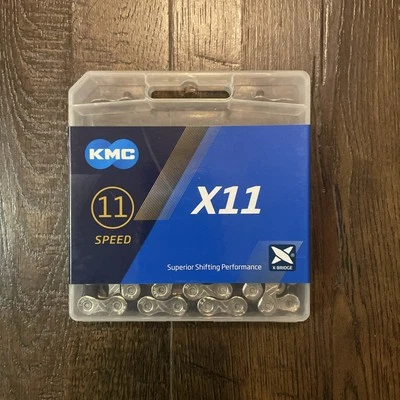 KMC
11
SPEED
X11
Superior Shifting Performance
X
X-BRIDGE